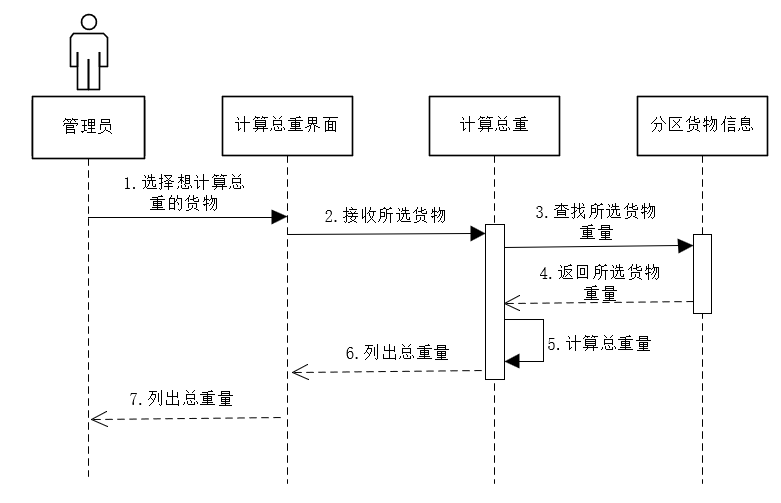 管理员
计算总重界面
计算总重
分区货物信息
1.选择想计算总
重的货物
2.接收所选货物
3.查找所选货物
重量
4.返回所选货物
重量
5.计算总重量
6.列出总重量
7.列出总重量